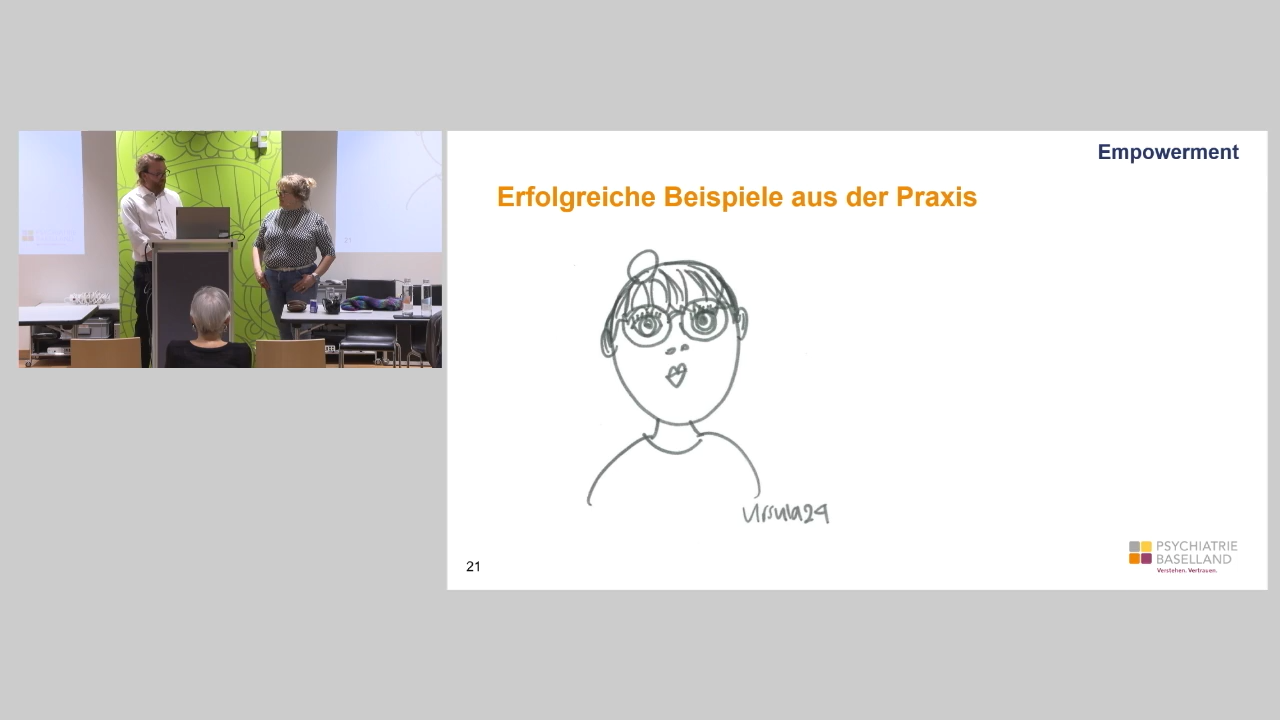 Empowerment
Erfolgreiche Beispiele aus der Praxis
Ursula24
21
PSYCHIATRIE
BASELLAND
Verstehen. Vertrauen.